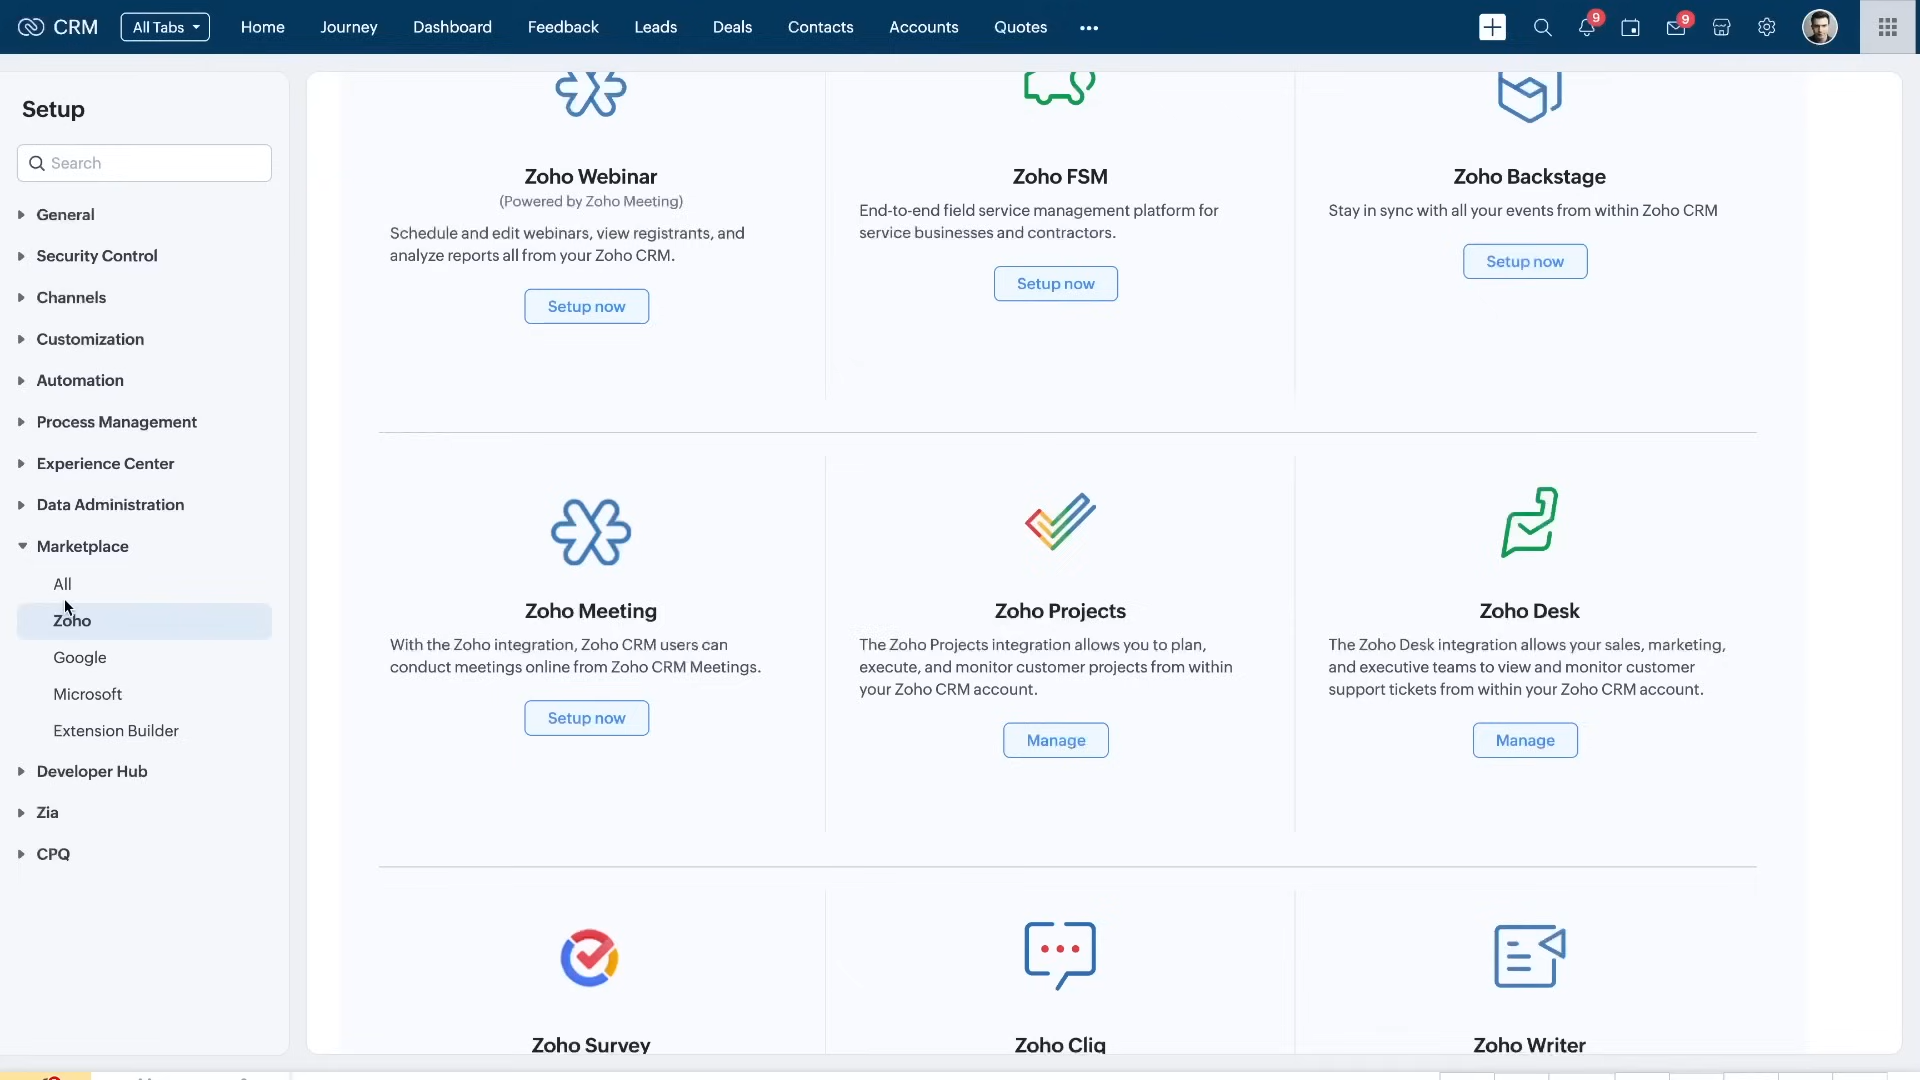 CRM
All Tabs
Home
Journey
Dashboard
Feedback
Leads
Deals
Contacts
Accounts
Quotes
9
9
Setup
Search
General
Security Control
Channels
Customization
Automation
Process Management
Experience Center
Data Administration
Marketplace
All
Zoho
Google
Microsoft
Extension Builder
Developer Hub
Zia
CPQ
Zoho Webinar
(Powered by Zoho Meeting)
Schedule and edit webinars, view registrants, and
analyze reports all from your Zoho CRM.
Setup now
Zoho FSM
End-to-end field service management platform for
service businesses and contractors.
Setup now
Zoho Backstage
Stay in sync with all your events from within Zoho CRM
Setup now
Zoho Meeting
With the Zoho integration, Zoho CRM users can
conduct meetings online from Zoho CRM Meetings.
Setup now
Zoho Projects
The Zoho Projects integration allows you to plan,
execute, and monitor customer projects from within
your Zoho CRM account.
Manage
Zoho Desk
The Zoho Desk integration allows your sales, marketing,
and executive teams to view and monitor customer
support tickets from within your Zoho CRM account.
Manage
Zoho Survey
Zoho Cliq
Zoho Writer